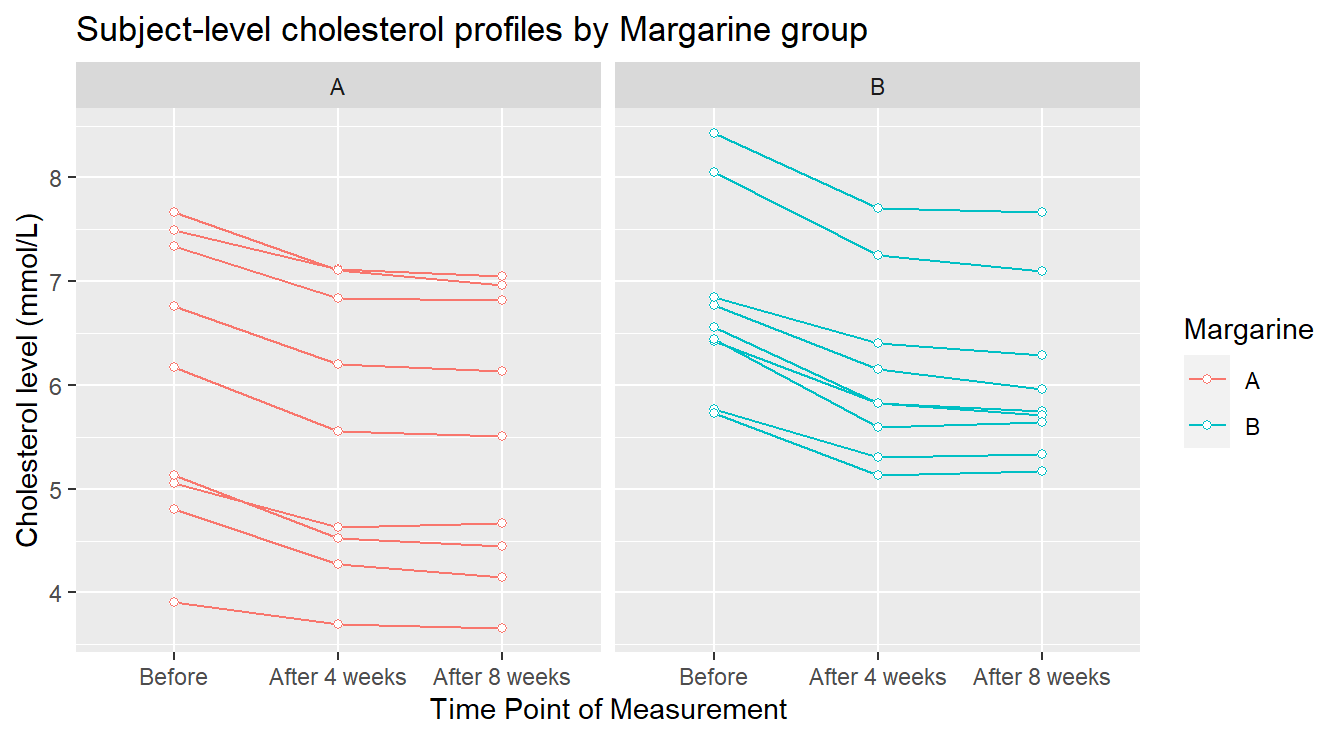 Subject-level cholesterol profiles by Margarine group
A
B
Cholesterol level (mmol/L)
8
7
6
5
4
Before After 4 weeks After 8 weeks
Before After 4 weeks After 8 weeks
Time Point of Measurement
Margarine
A
B